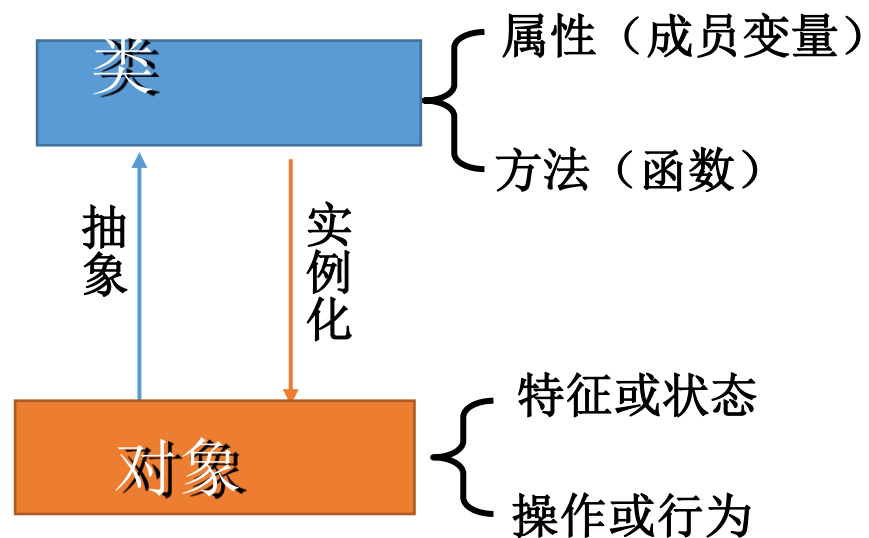 类
属性（成员变量）
方法（函数）
抽象
实例化
对象
特征或状态
操作或行为